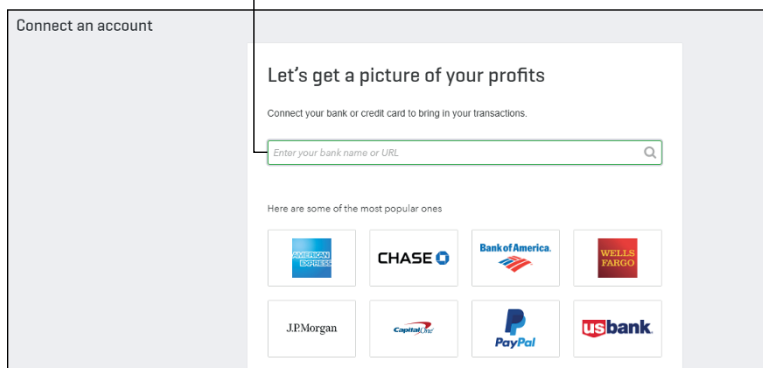 Connect an account
Let's get a picture of your profits
Connect your bank or credit card to bring in your transactions.
Enter your bank name or URL
Here are some of the most popular ones
AMERICAN EXPRESS
CHASE
Bank of America.
WELLS FARGO
J.P.Morgan
Capital One
PayPal
usbank